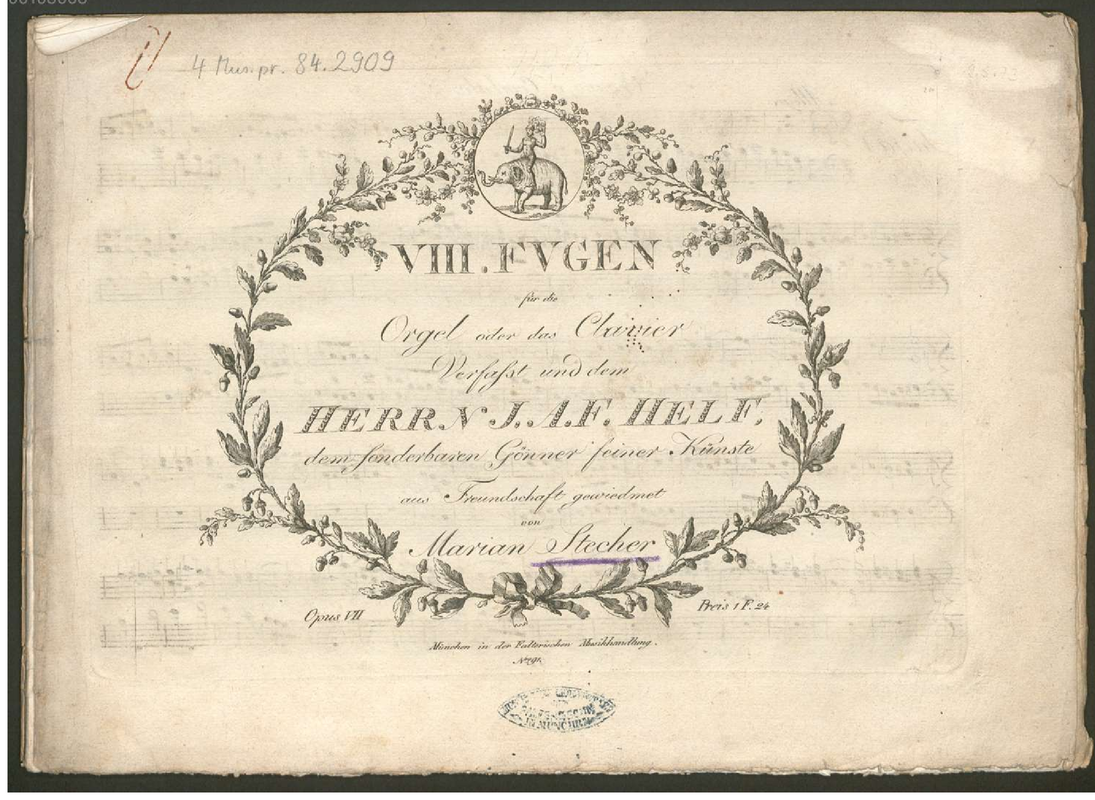 4 Mus.pr. 84.2909
VIII. FVGEN
für die
Orgel oder das Clavier
Verfaßt und dem
HERRN J. A. F. HELF,
dem sonderbaren Gönner seiner Künste
aus Freundschaft gewiedmet
von
Marian Stecher
Opus VII
Preis 1 F. 24
München in der Falterischen Musikhandlung.